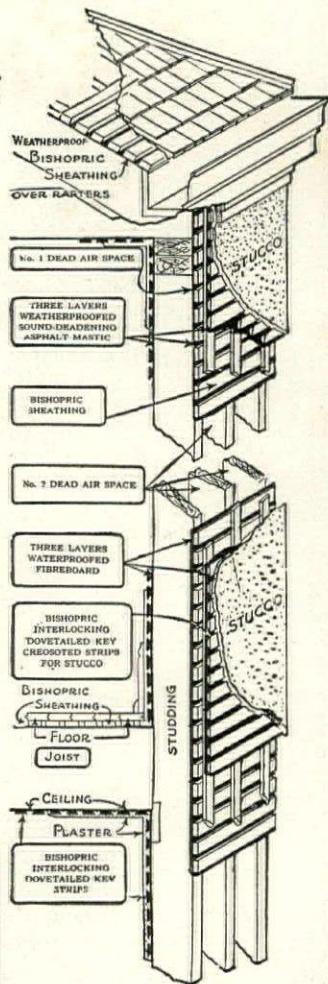 WEATHERPROOF
BISHOPRIC
SHEATHING
OVER RAFTERS
STUCCO
No. 1 DEAD AIR SPACE
THREE LAYERS
WEATHERPROOFED
SOUND-DEADENING
ASPHALT MASTIC
BISHOPRIC
SHEATHING
No. 2 DEAD AIR SPACE
THREE LAYERS
WATERPROOFED
FIBREBOARD
STUCCO
BISHOPRIC
INTERLOCKING
DOVETAILED KEY
CREOSOTED STRIPS
FOR STUCCO
BISHOPRIC
SHEATHING
STUDDING
FLOOR
JOIST
CEILING
PLASTER
BISHOPRIC
INTERLOCKING
DOVETAILED KEY
STRIPS